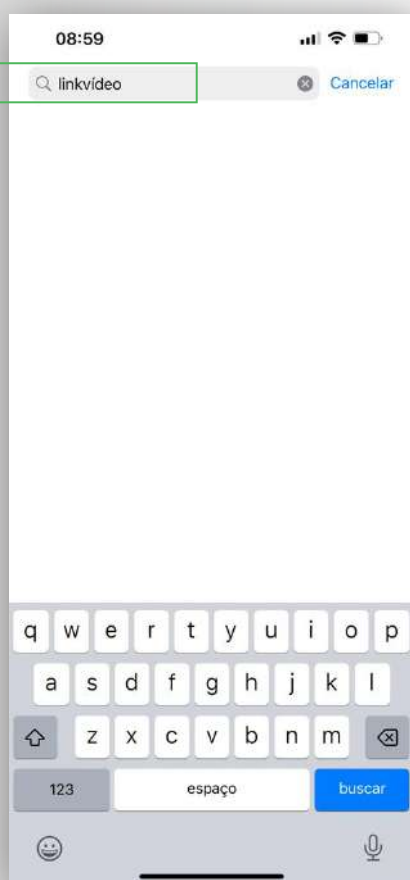 08:59
linkvídeo Cancelar
q w e r t y u i o p
a s d f g h j k l
z x c v b n m
123 espaço buscar